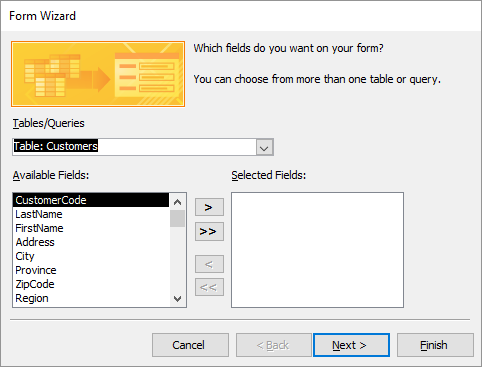 Form Wizard
Which fields do you want on your form?
You can choose from more than one table or query.
Tables/Queries
Table: Customers
Available Fields:
Selected Fields:
CustomerCode
LastName
FirstName
Address
City
Province
ZipCode
Region
>
>>
<
<<
Cancel
< Back
Next >
Finish